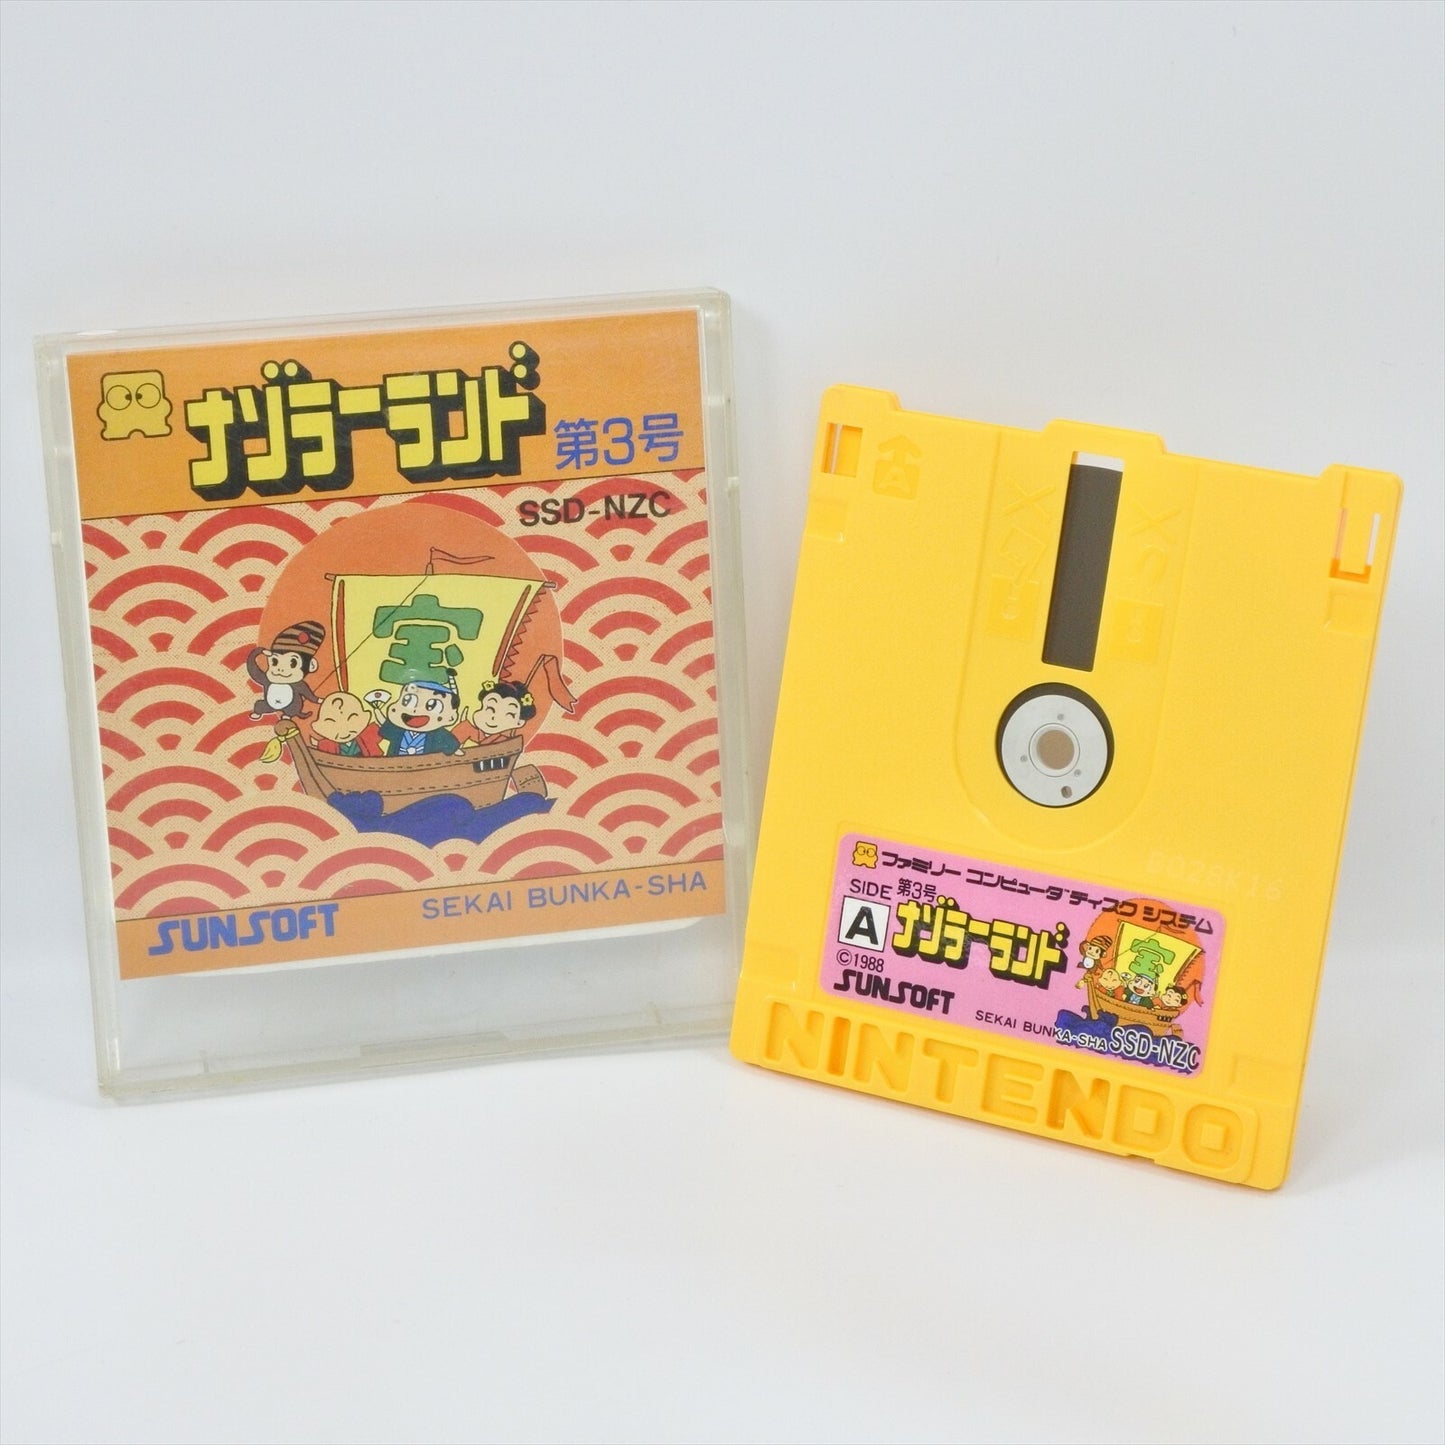 ナゾラーランド
第3号
SSD-NZC
宝
SUNSOFT
SEKAI BUNKA-SHA
A
ファミリー コンピュータ ディスク システム
SIDE 第3号
A
ナゾラーランド
宝
©1988
SUNSOFT
SEKAI BUNKA-SHA SSD-NZC
NINTENDO